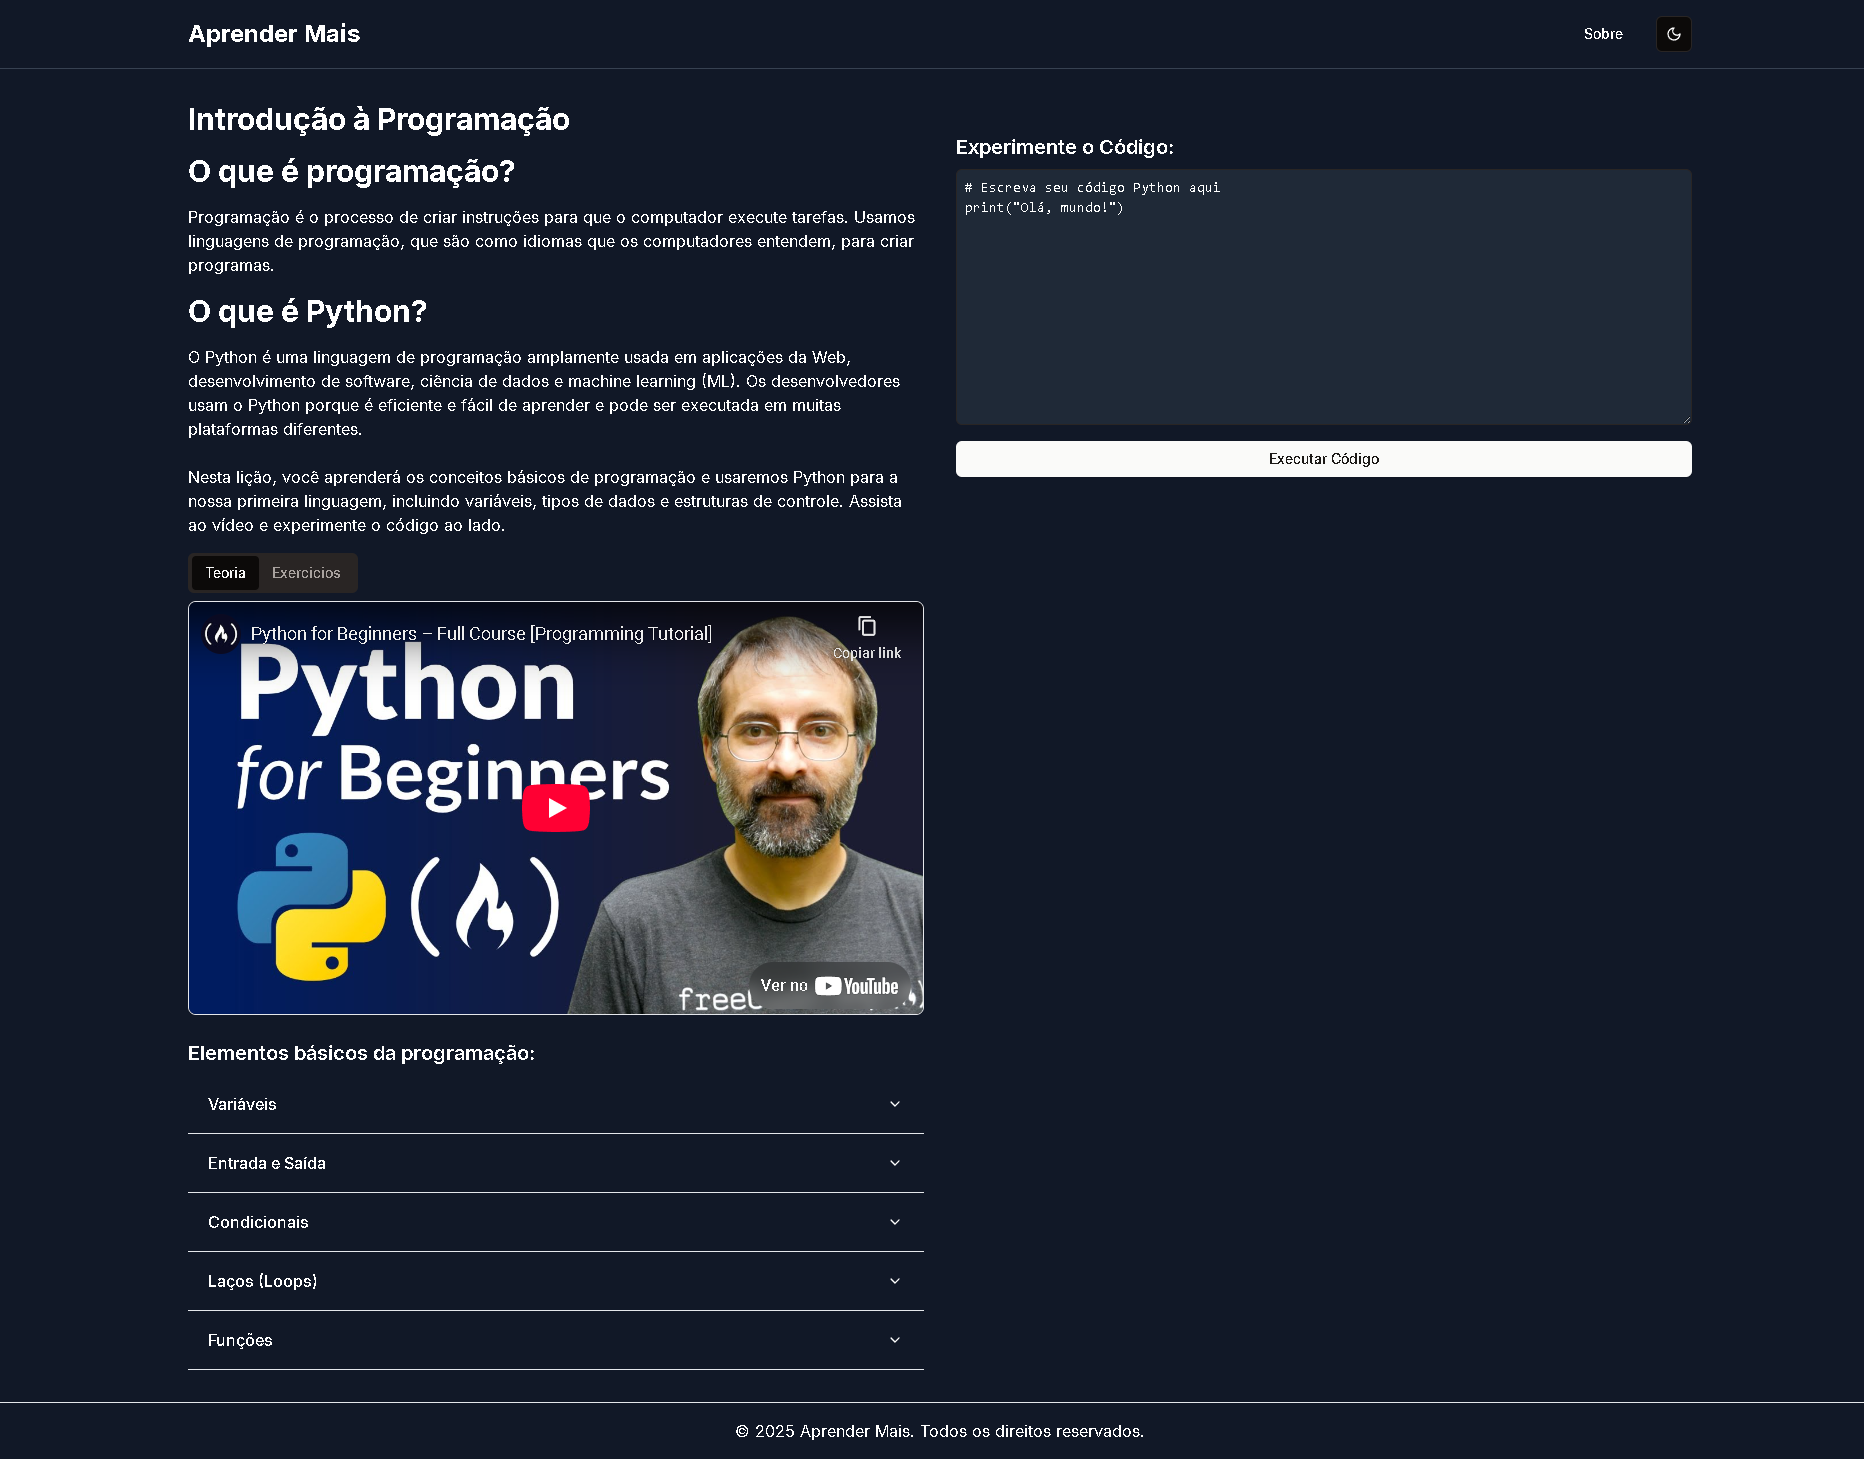 Aprender Mais
Sobre
Introdução à Programação
O que é programação?
Programação é o processo de criar instruções para que o computador execute tarefas. Usamos
linguagens de programação, que são como idiomas que os computadores entendem, para criar
programas.
O que é Python?
O Python é uma linguagem de programação amplamente usada em aplicações da Web,
desenvolvimento de software, ciência de dados e machine learning (ML). Os desenvolvedores
usam o Python porque é eficiente e fácil de aprender e pode ser executada em muitas
plataformas diferentes.
Nesta lição, você aprenderá os conceitos básicos de programação e usaremos Python para a
nossa primeira linguagem, incluindo variáveis, tipos de dados e estruturas de controle. Assista
ao vídeo e experimente o código ao lado.
Teoria
Exercicios
Python for Beginners – Full Course [Programming Tutorial]
Copiar link
Python
for Beginners
Ver no YouTube
Elementos básicos da programação:
Variáveis
Entrada e Saída
Condicionais
Laços (Loops)
Funções
Experimente o Código:
# Escreva seu código Python aqui
print("Olá, mundo!")
Executar Código
© 2025 Aprender Mais. Todos os direitos reservados.